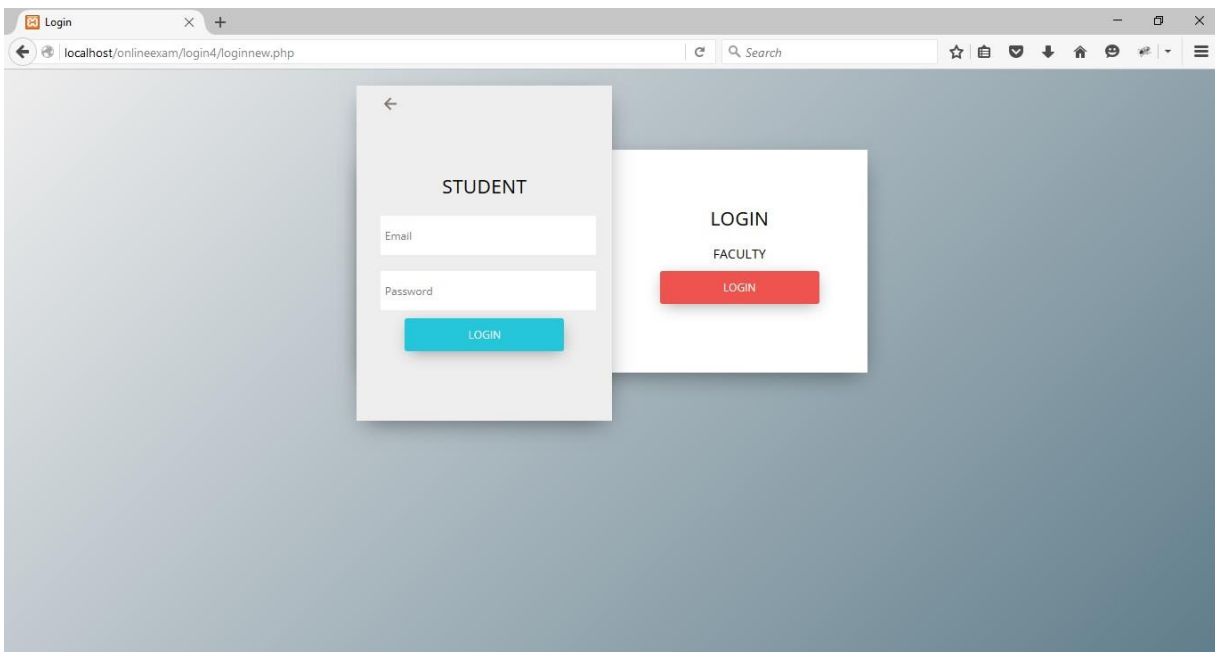 Login
localhost/onlineexam/login4/loginnew.php
Search
STUDENT
Email
Password
LOGIN
LOGIN
FACULTY
LOGIN